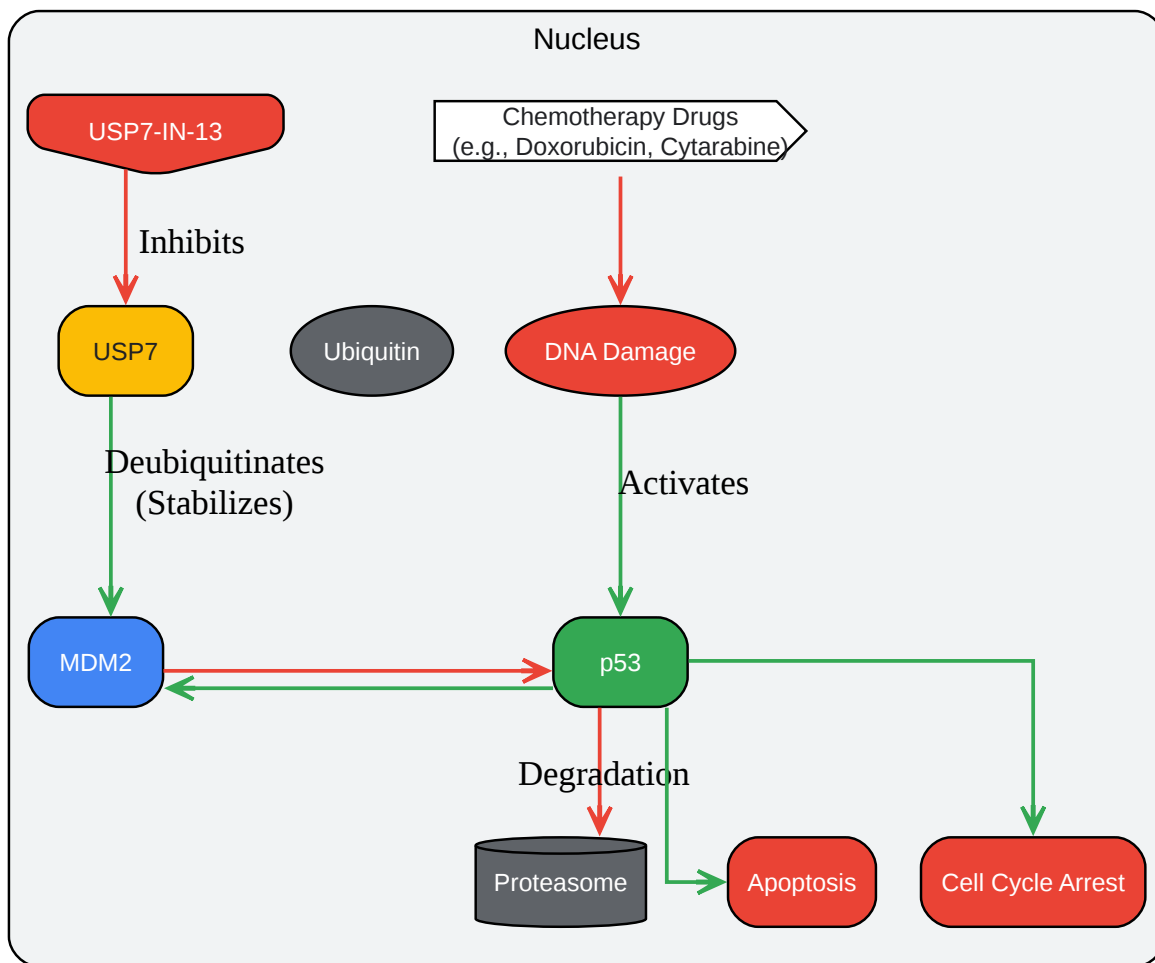 Nucleus
USP7-IN-13
Chemotherapy Drugs
(e.g., Doxorubicin, Cytarabine)
Inhibits
USP7
Ubiquitin
DNA Damage
Deubiquitinates
(Stabilizes)
Activates
MDM2
p53
Degradation
Proteasome
Apoptosis
Cell Cycle Arrest